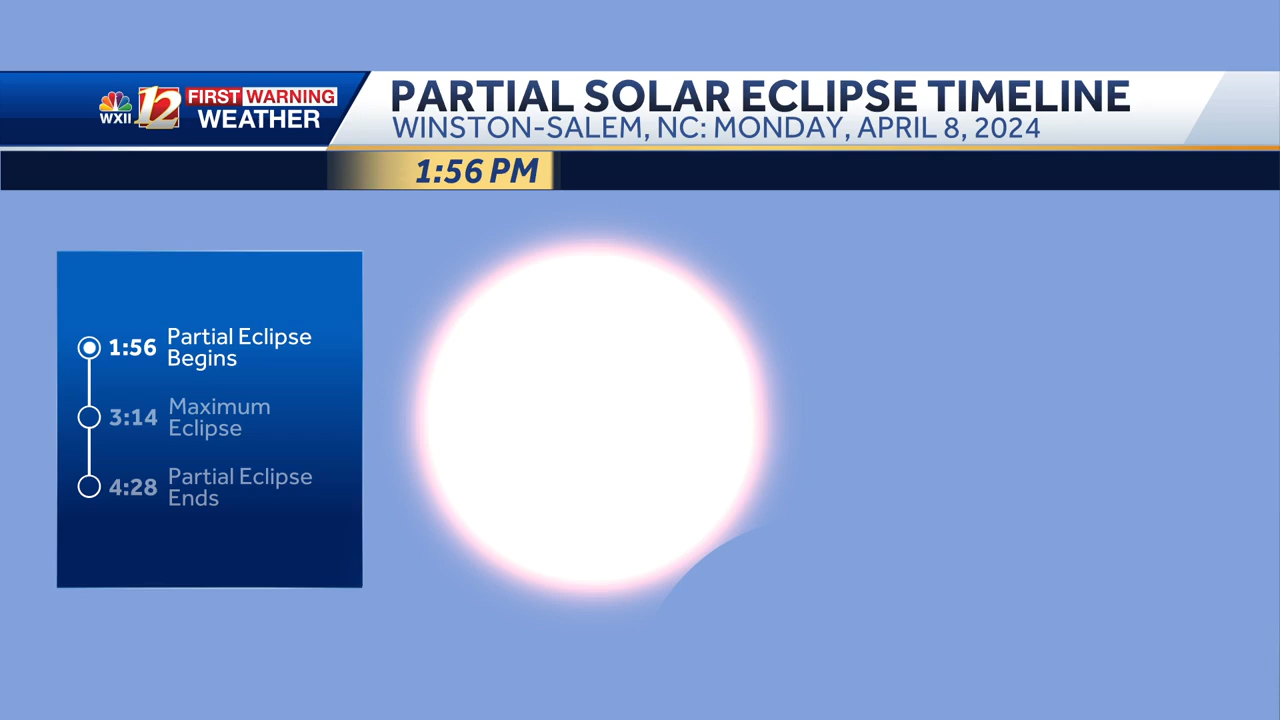 WXII 12 FIRST WARNING
WEATHER
PARTIAL SOLAR ECLIPSE TIMELINE
WINSTON-SALEM, NC: MONDAY, APRIL 8, 2024
1:56 PM
1:56 Partial Eclipse
Begins
3:14 Maximum
Eclipse
4:28 Partial Eclipse
Ends